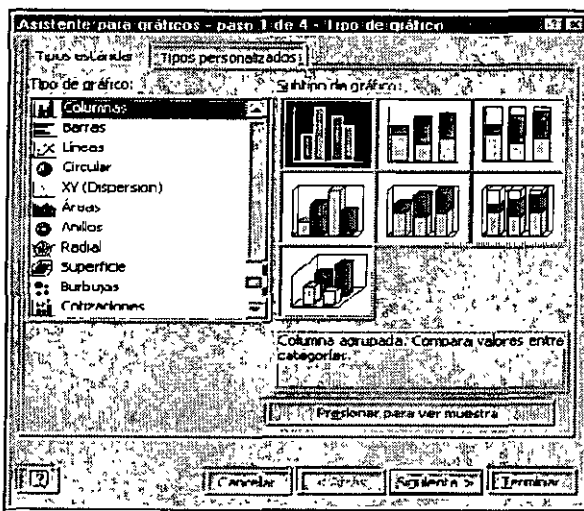 Asistente para gráficos - paso 1 de 4 - Tipo de gráfico
Tipos estándar
Tipos personalizados
Tipo de gráfico:
Subtipo de gráfico:
Columnas
Barras
Líneas
Circular
XY (Dispersion)
Áreas
Anillos
Radial
Superficie
Burbujas
Cotizaciones
Columna agrupada. Compara valores entre
categorías.
Presionar para ver muestra
Cancelar
< Atrás
Siguiente >
Terminar